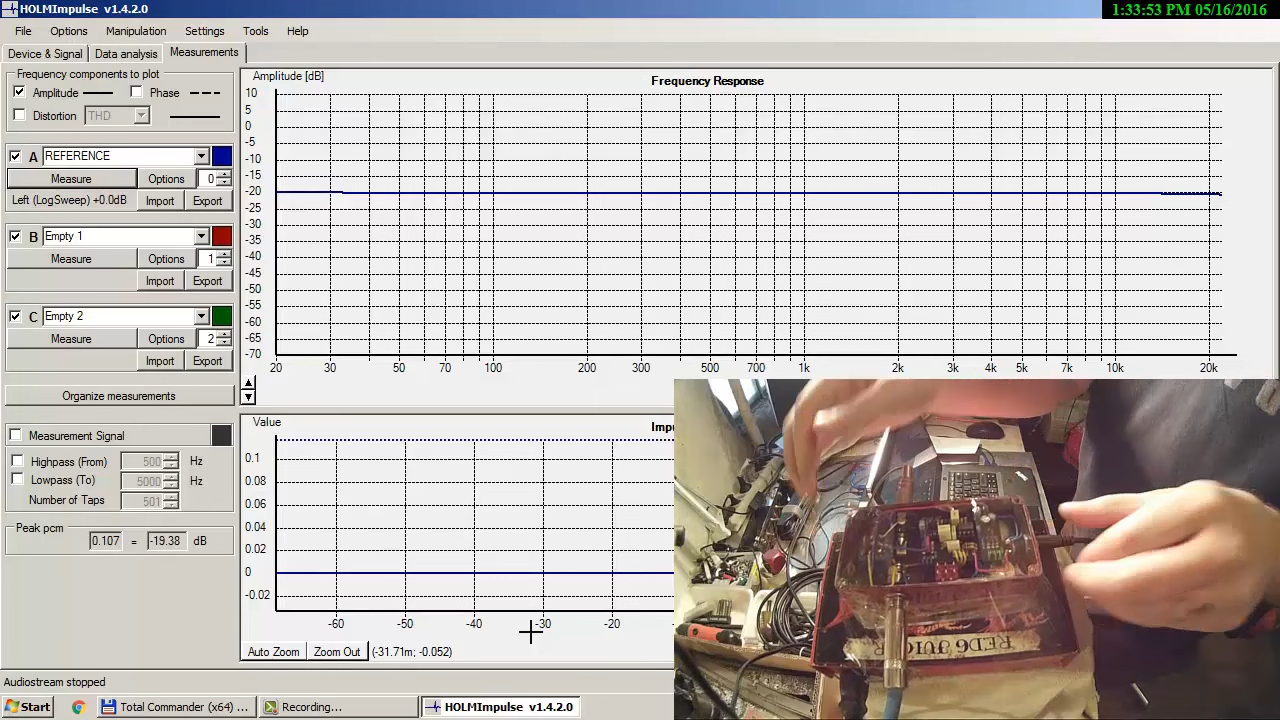 HOLMImpulse v1.4.2.0
1:33:53 PM 05/16/2016
File Options Manipulation Settings Tools Help
Device & Signal Data analysis Measurements
Frequency components to plot
Amplitude Phase
Distortion THD
A REFERENCE
Measure Options 0
Left (LogSweep) +0.0dB Import Export
B Empty 1
Measure Options 1
Import Export
C Empty 2
Measure Options 2
Import Export
Organize measurements
Measurement Signal
Highpass (From) 500 Hz
Lowpass (To) 5000 Hz
Number of Taps 501
Peak pcm
0.107 = -19.38 dB
Amplitude [dB] Frequency Response
10
5
0
-5
-10
-15
-20
-25
-30
-35
-40
-45
-50
-55
-60
-65
-70
20 30 50 70 100 200 300 500 700 1k 2k 3k 5k 7k 10k 20k
Value Impu
0.1
0.08
0.06
0.04
0.02
0
-0.02
-60 -50 -40 -30 -20
Auto Zoom Zoom Out (-31.71m; -0.052)
Audiostream stopped
Start Total Commander (x64) ... Recording... HOLMImpulse v1.4.2.0